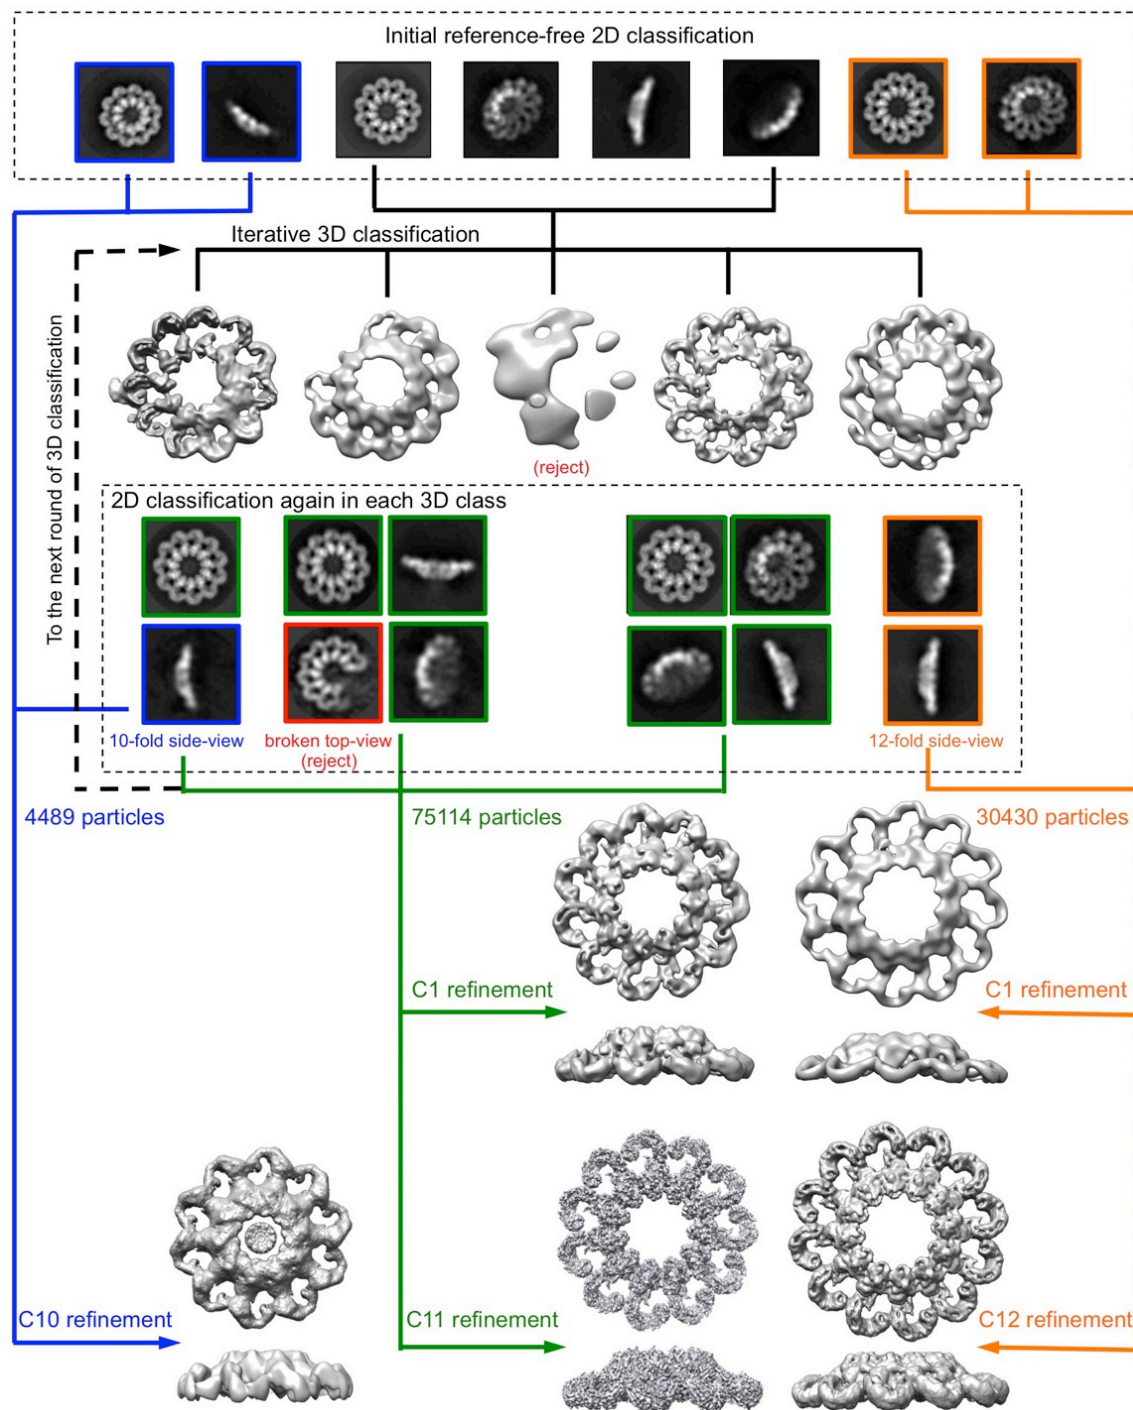 Initial reference-free 2D classification
Iterative 3D classification
To the next round of 3D classification
(reject)
2D classification again in each 3D class
10-fold side-view
broken top-view
(reject)
12-fold side-view
4489 particles
75114 particles
30430 particles
C1 refinement
C1 refinement
C10 refinement
C11 refinement
C12 refinement